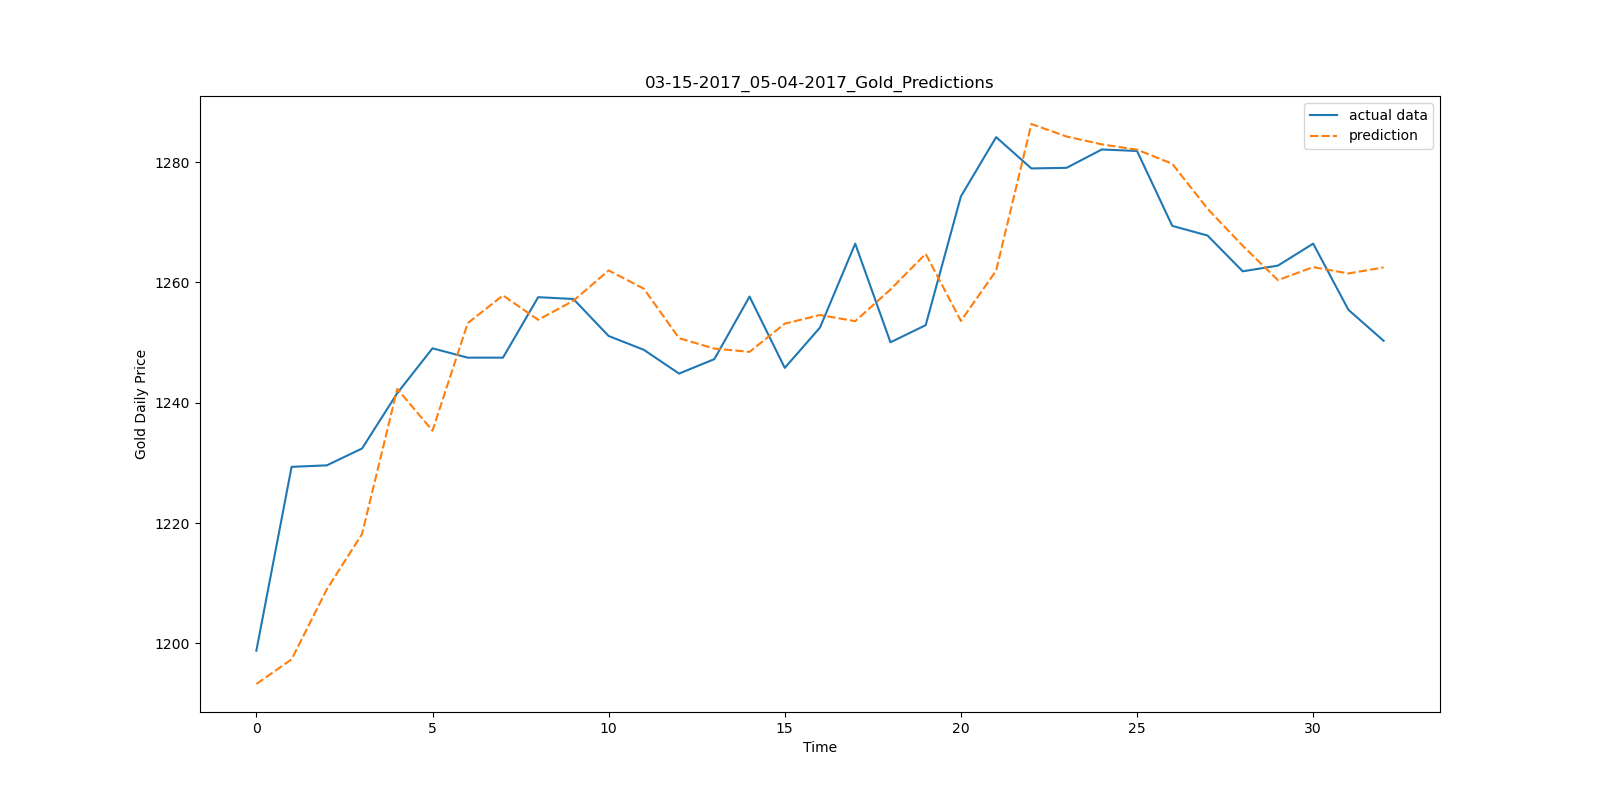 03-15-2017_05-04-2017_Gold_Predictions
actual data
prediction
1280
1260
1240
1220
1200
Gold Daily Price
0 5 10 15 20 25 30
Time